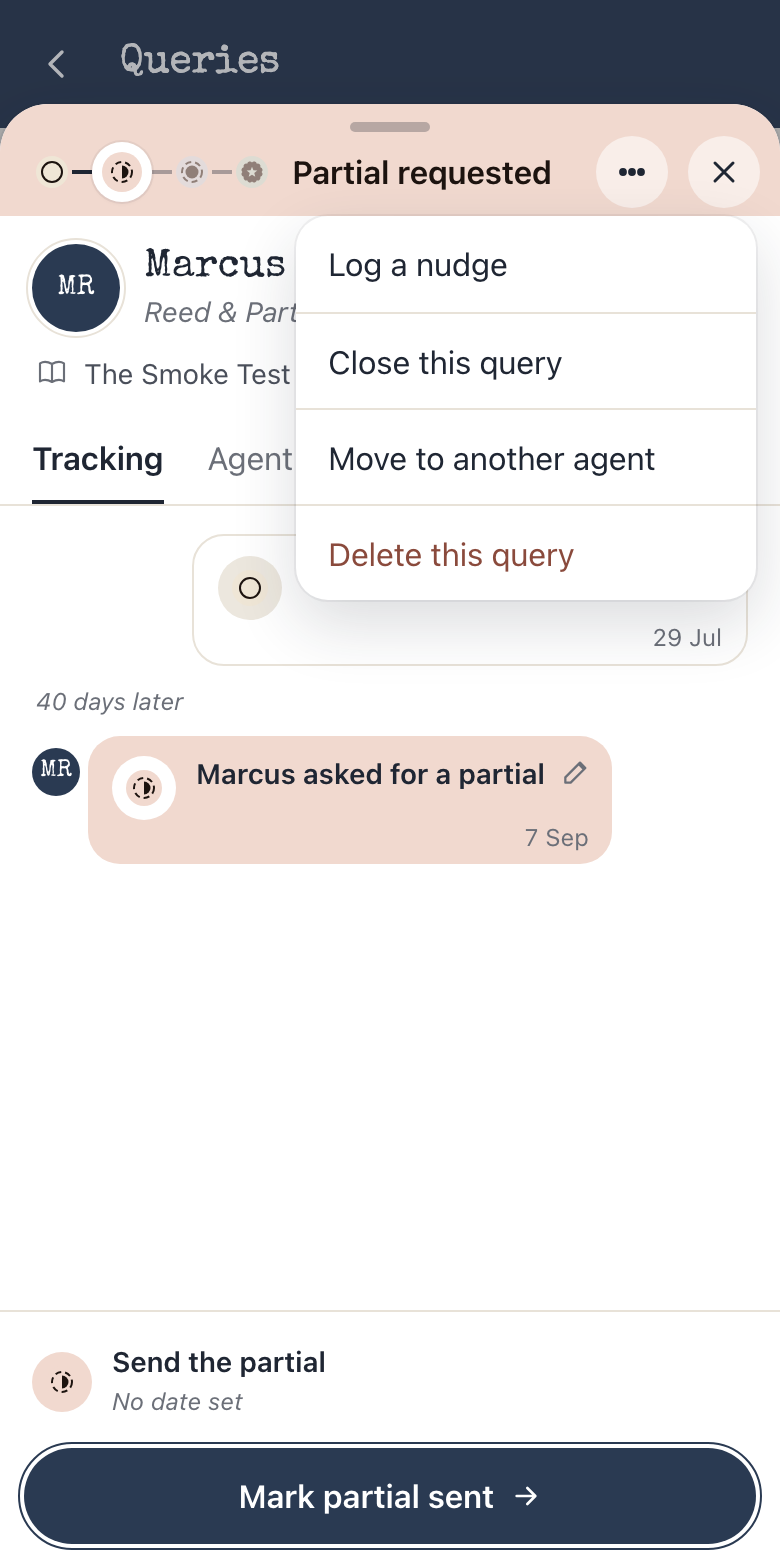 Queries
Partial requested
MR
Marcus
Reed & Part
The Smoke Test
Log a nudge
Close this query
Move to another agent
Delete this query
Tracking
Agent
29 Jul
40 days later
MR
Marcus asked for a partial
7 Sep
Send the partial
No date set
Mark partial sent →